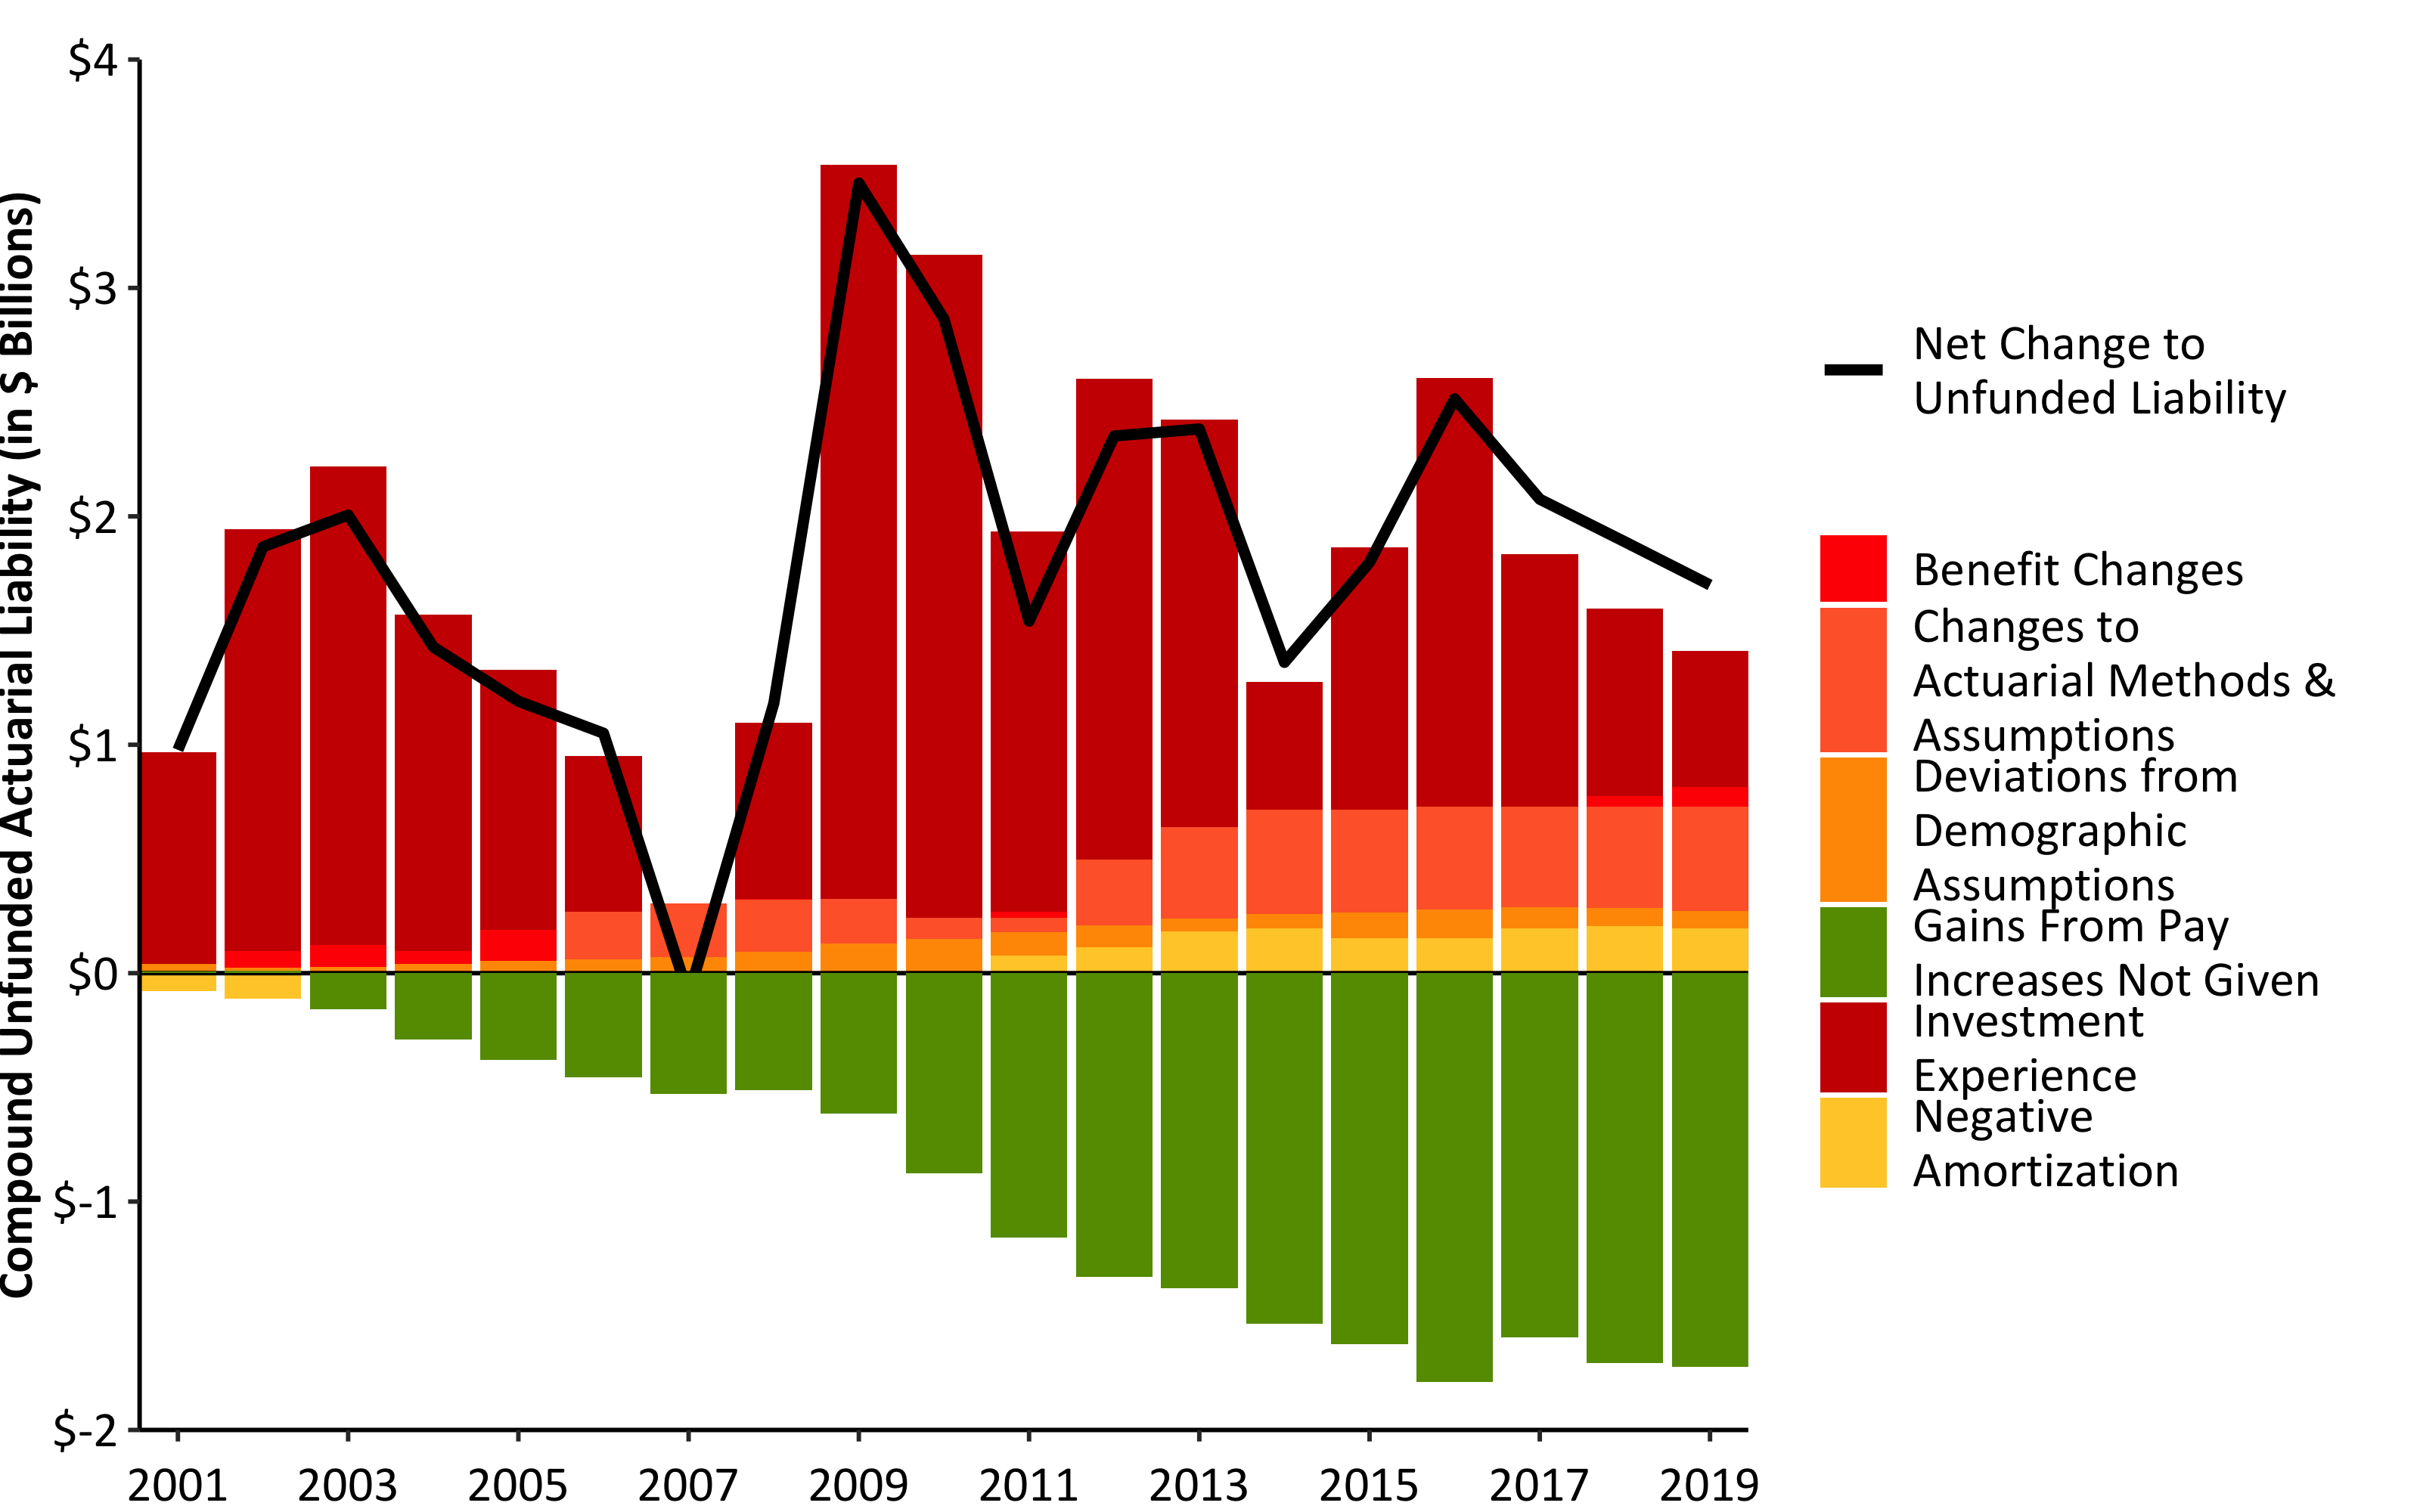 Compound Unfunded Actuarial Liability (in $ Billions)
$4
$3
$2
$1
$0
$-1
$-2
2001 2003 2005 2007 2009 2011 2013 2015 2017 2019
Net Change to
Unfunded Liability
Benefit Changes
Changes to
Actuarial Methods &
Assumptions
Deviations from
Demographic
Assumptions
Gains From Pay
Increases Not Given
Investment
Experience
Negative
Amortization